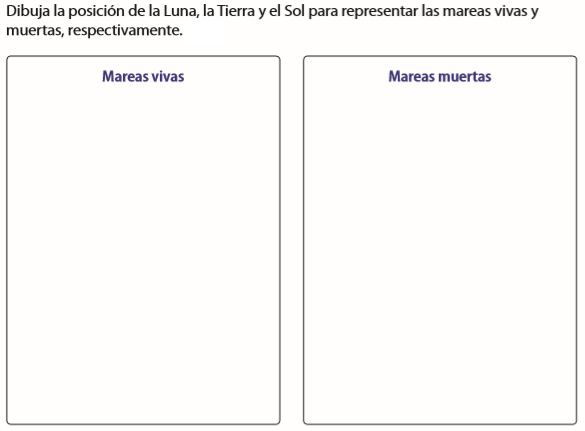 Dibuja la posición de la Luna, la Tierra y el Sol para representar las mareas vivas y
muertas, respectivamente.
Mareas vivas
Mareas muertas